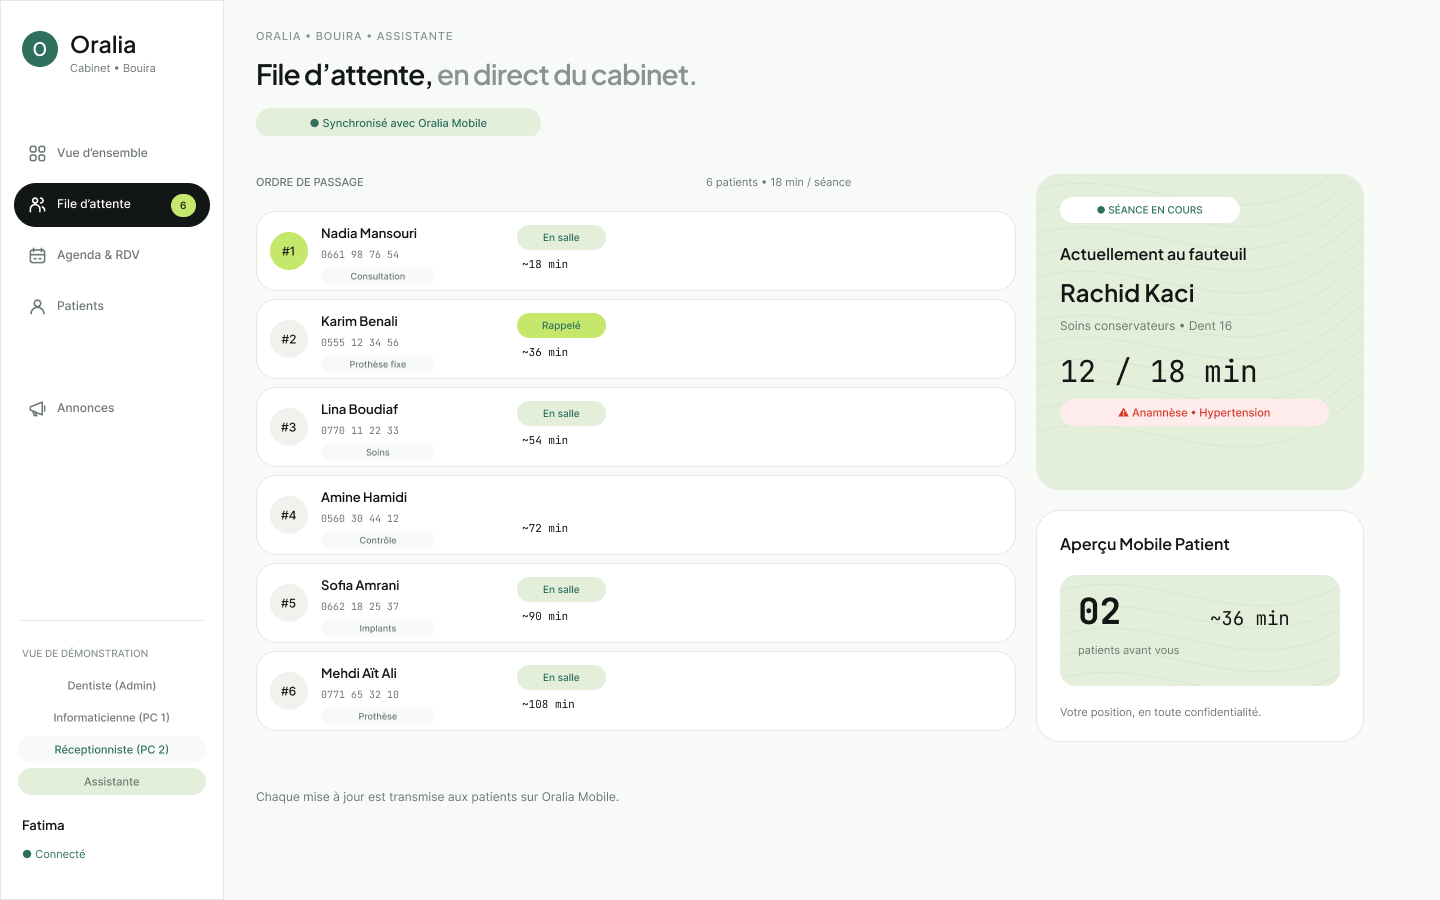 O
Oralia
Cabinet • Bouira
Vue d’ensemble
File d’attente
6
Agenda & RDV
Patients
Annonces
VUE DE DÉMONSTRATION
Dentiste (Admin)
Informaticienne (PC 1)
Réceptionniste (PC 2)
Assistante
Fatima
Connecté
ORALIA • BOUIRA • ASSISTANTE
File d’attente, en direct du cabinet.
Synchronisé avec Oralia Mobile
ORDRE DE PASSAGE
6 patients • 18 min / séance
#1
Nadia Mansouri
0661 98 76 54
Consultation
En salle
~18 min
#2
Karim Benali
0555 12 34 56
Prothèse fixe
Rappelé
~36 min
#3
Lina Boudiaf
0770 11 22 33
Soins
En salle
~54 min
#4
Amine Hamidi
0560 30 44 12
Contrôle
~72 min
#5
Sofia Amrani
0662 18 25 37
Implants
En salle
~90 min
#6
Mehdi Aït Ali
0771 65 32 10
Prothèse
En salle
~108 min
Chaque mise à jour est transmise aux patients sur Oralia Mobile.
SÉANCE EN COURS
Actuellement au fauteuil
Rachid Kaci
Soins conservateurs • Dent 16
12 / 18 min
Anamnèse • Hypertension
Aperçu Mobile Patient
02
~36 min
patients avant vous
Votre position, en toute confidentialité.